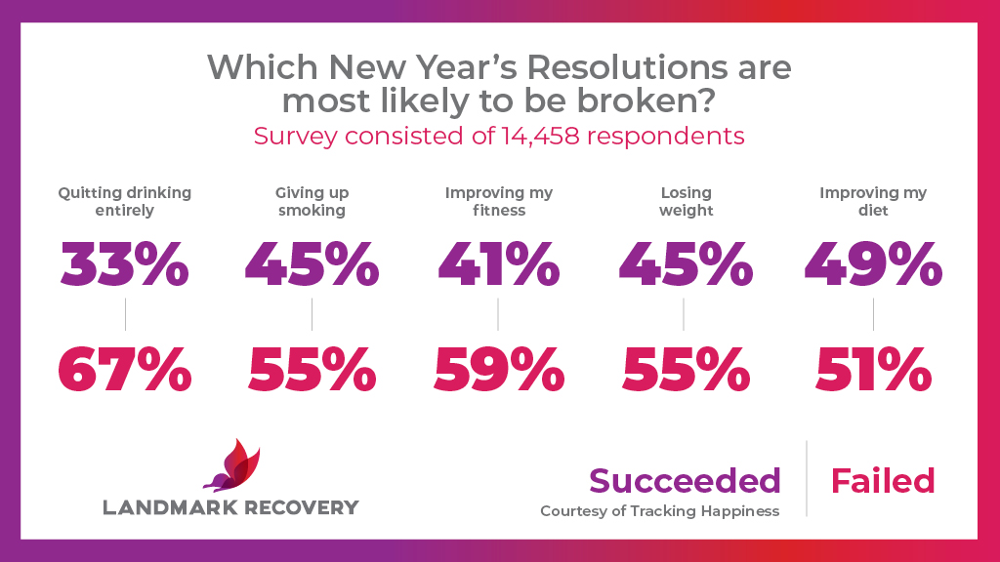 Which New Year’s Resolutions are
most likely to be broken?
Survey consisted of 14,458 respondents
Quitting drinking
entirely
33%
67%
Giving up
smoking
45%
55%
Improving my
fitness
41%
59%
Losing
weight
45%
55%
Improving my
diet
49%
51%
LANDMARK RECOVERY
Succeeded
Courtesy of Tracking Happiness
Failed